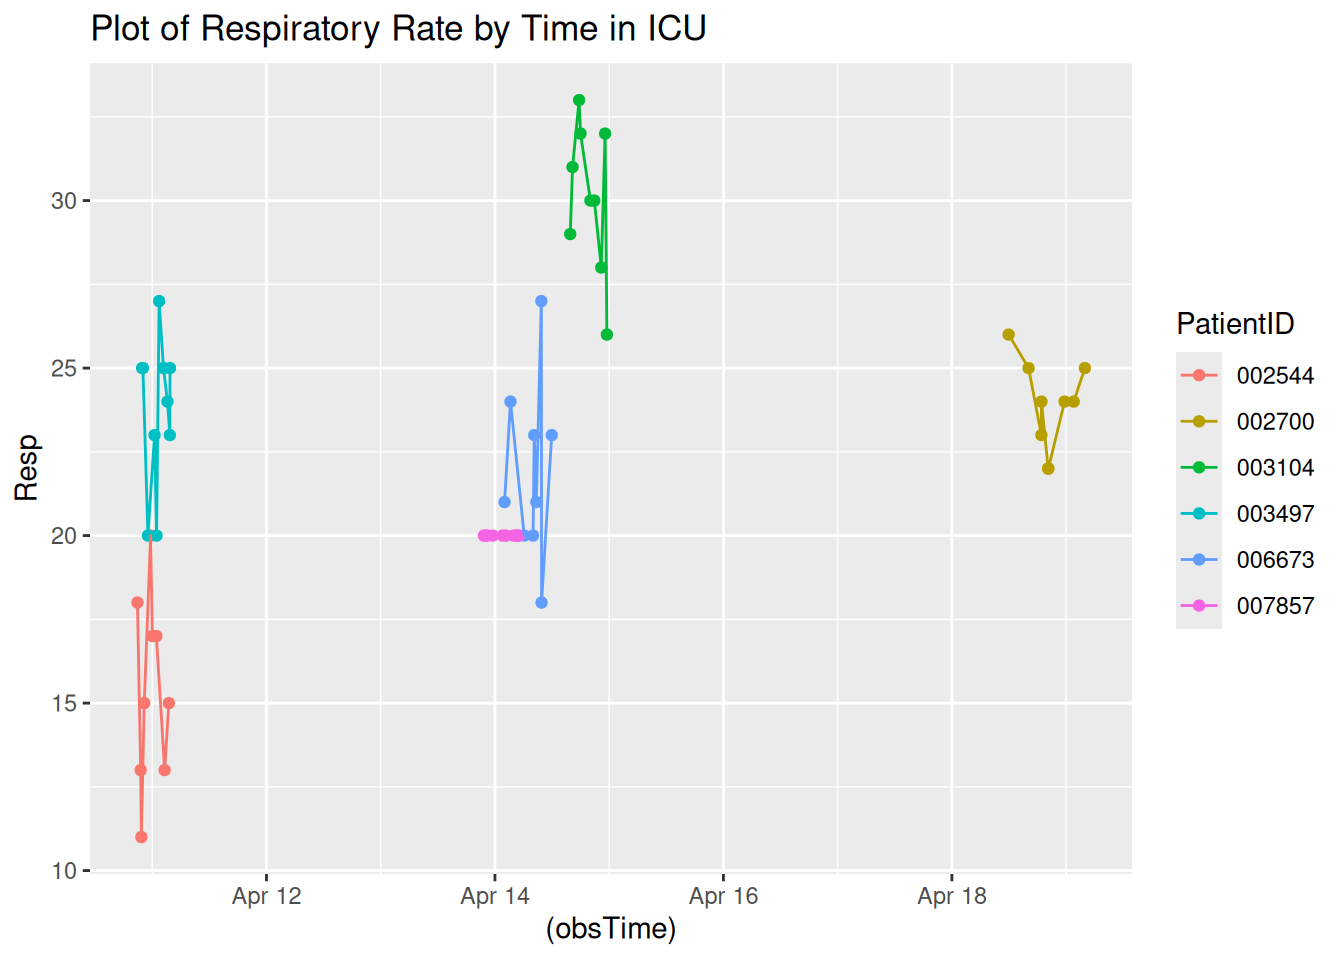 Plot of Respiratory Rate by Time in ICU
Resp
30
25
20
15
10
Apr 12
Apr 14
Apr 16
Apr 18
(obsTime)
PatientID
002544
002700
003104
003497
006673
007857